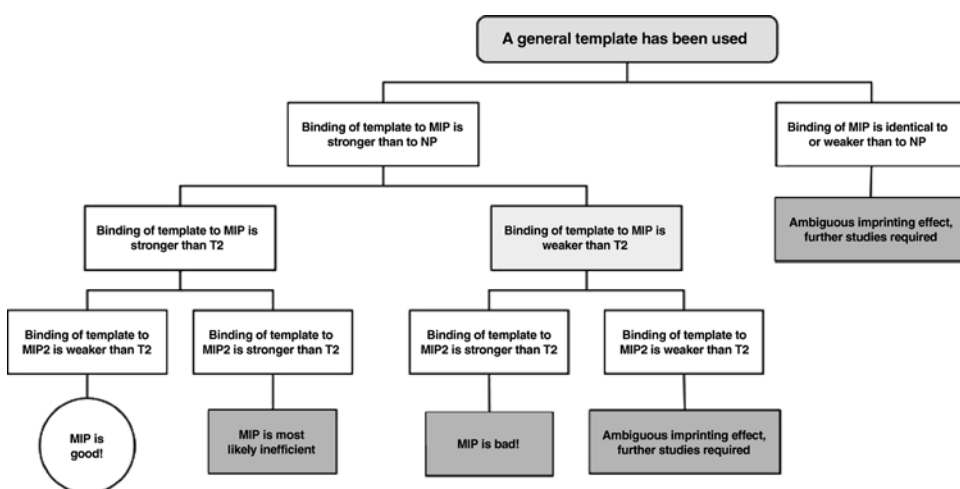 A general template has been used
Binding of template to MIP is
stronger than to NP
Binding of MIP is identical to
or weaker than to NP
Binding of template to MIP is
stronger than T2
Binding of template to MIP is
weaker than T2
Ambiguous imprinting effect,
further studies required
Binding of template to
MIP2 is weaker than T2
Binding of template to
MIP2 is stronger than T2
Binding of template to
MIP2 is stronger than T2
Binding of template to
MIP2 is weaker than T2
MIP is
good!
MIP is most
likely inefficient
MIP is bad!
Ambiguous imprinting effect,
further studies required